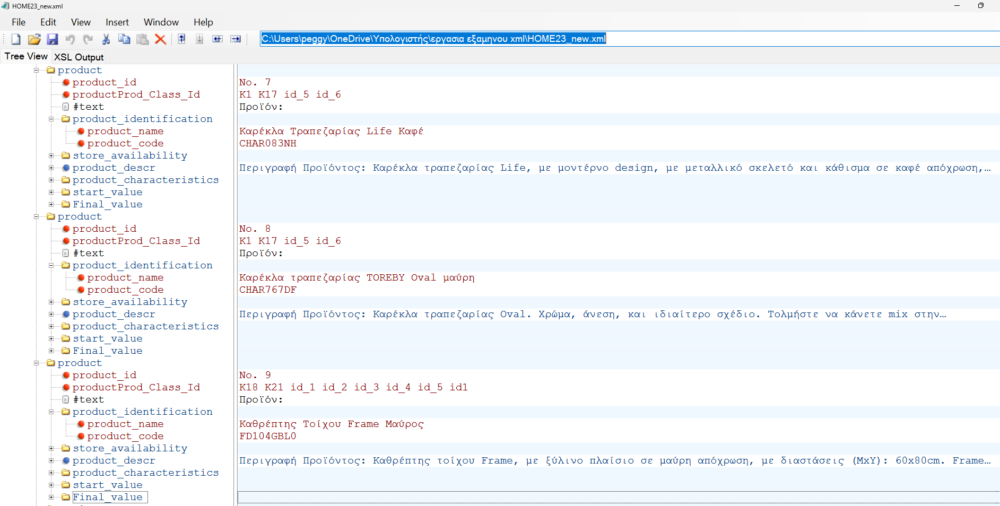 HOME23_new.xml
File Edit View Insert Window Help
C:\Users\peggy\OneDrive\Υπολογιστής\εργασια εξαμηνου xml\HOME23_new.xml
Tree View XSL Output
product
product_id No. 7
productProd_Class_Id K1 K17 id_5 id_6
#text Προϊόν:
product_identification
product_name Καρέκλα Τραπεζαρίας Life Καφέ
product_code CHAR083NH
store_availability
product_descr Περιγραφή Προϊόντος: Καρέκλα τραπεζαρίας Life, με μοντέρνο design, με μεταλλικό σκελετό και κάθισμα σε καφέ απόχρωση,…
product_characteristics
start_value
Final_value
product
product_id No. 8
productProd_Class_Id K1 K17 id_5 id_6
#text Προϊόν:
product_identification
product_name Καρέκλα τραπεζαρίας TOREBY Oval μαύρη
product_code CHAR767DF
store_availability
product_descr Περιγραφή Προϊόντος: Καρέκλα τραπεζαρίας Oval. Χρώμα, άνεση, και ιδιαίτερο σχέδιο. Τολμήστε να κάνετε mix στην…
product_characteristics
start_value
Final_value
product
product_id No. 9
productProd_Class_Id K18 K21 id_1 id_2 id_3 id_4 id_5 id1
#text Προϊόν:
product_identification
product_name Καθρέπτης Τοίχου Frame Μαύρος
product_code FD104GBL0
store_availability
product_descr Περιγραφή Προϊόντος: Καθρέπτης τοίχου Frame, με ξύλινο πλαίσιο σε μαύρη απόχρωση, με διαστάσεις (ΜxΥ): 60x80cm. Frame…
product_characteristics
start_value
Final_value